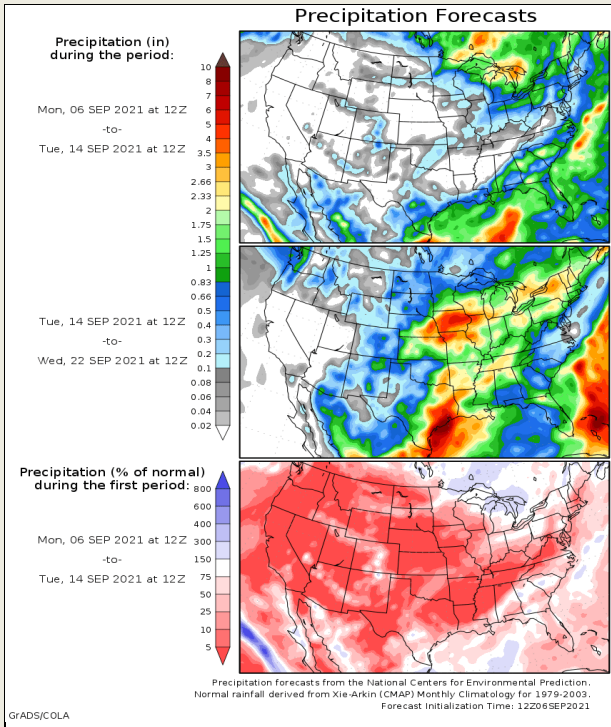 Precipitation Forecasts
Precipitation (in)
during the period:
Mon, 06 SEP 2021 at 12Z
-to-
Tue, 14 SEP 2021 at 12Z
10
8
7
6
5
4
3.5
3
2.66
2.33
2
1.75
1.5
1.25
1
0.83
0.66
0.5
0.4
0.3
0.2
0.1
0.08
0.06
0.04
0.02
Tue, 14 SEP 2021 at 12Z
-to-
Wed, 22 SEP 2021 at 12Z
Precipitation (% of normal)
during the first period:
Mon, 06 SEP 2021 at 12Z
-to-
Tue, 14 SEP 2021 at 12Z
800
600
400
300
150
75
50
25
10
5
Precipitation forecasts from the National Centers for Environmental Prediction.
Normal rainfall derived from Xie-Arkin (CMAP) Monthly Climatology for 1979-2003.
Forecast Initialization Time: 12Z06SEP2021
GrADS/COLA